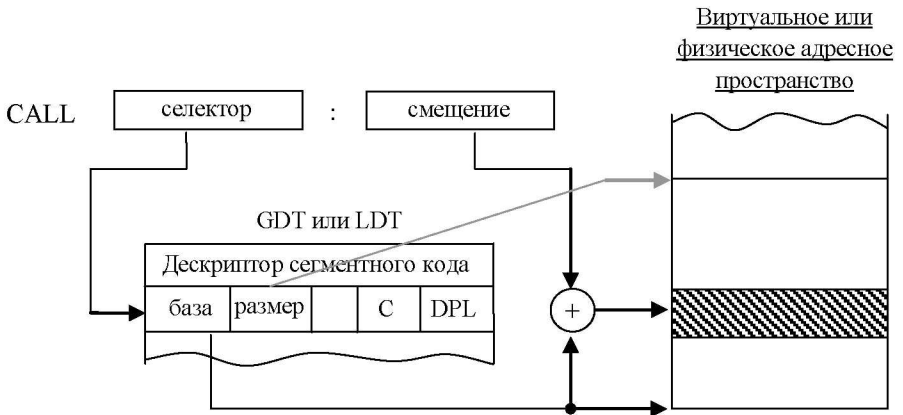 Виртуальное или
физическое адресное
пространство
CALL селектор : смещение
GDT или LDT
Дескриптор сегментного кода
база размер C DPL
+